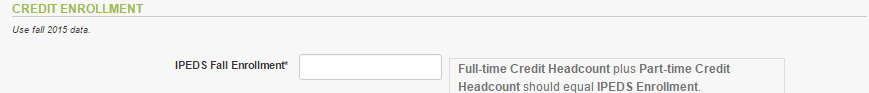 CREDIT ENROLLMENT
Use fall 2015 data.
IPEDS Fall Enrollment*
Full-time Credit Headcount plus Part-time Credit
Headcount should equal IPEDS Enrollment.